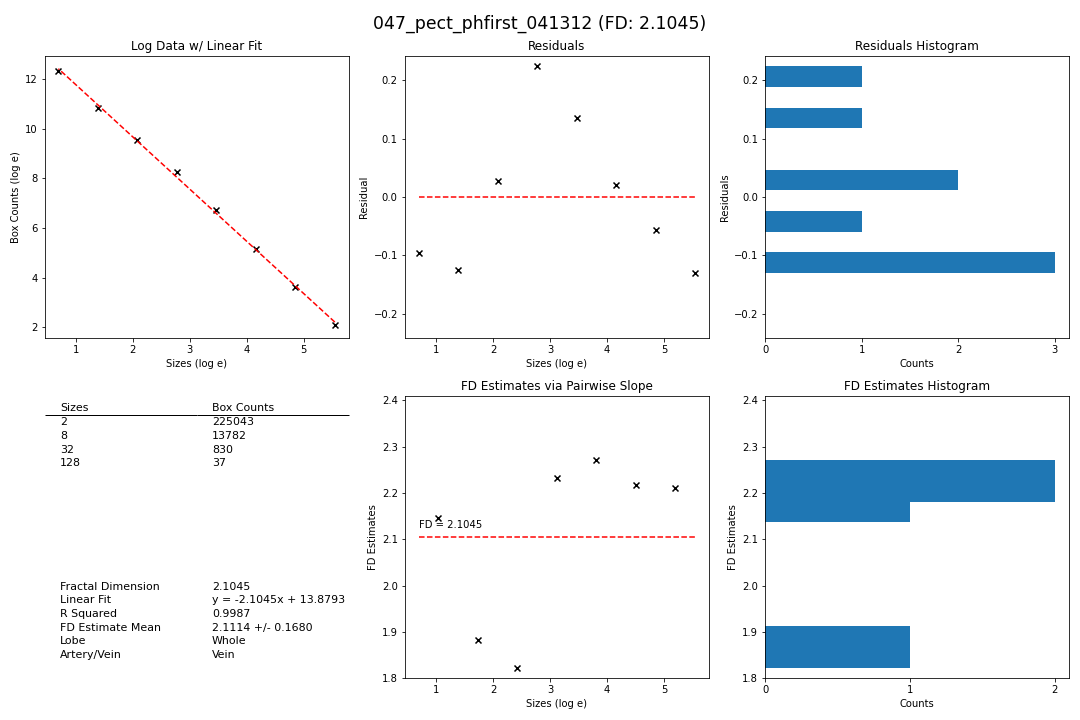 047_pect_phfirst_041312 (FD: 2.1045)
Log Data w/ Linear Fit
12
10
8
6
4
2
1 2 3 4 5
Box Counts (log e)
Sizes (log e)
Residuals
0.2
0.1
0.0
−0.1
−0.2
1 2 3 4 5
Residual
Sizes (log e)
Residuals Histogram
0.2
0.1
0.0
−0.1
−0.2
0 1 2 3
Residuals
Counts
Sizes Box Counts
2 225043
8 13782
32 830
128 37
Fractal Dimension 2.1045
Linear Fit y = -2.1045x + 13.8793
R Squared 0.9987
FD Estimate Mean 2.1114 +/- 0.1680
Lobe Whole
Artery/Vein Vein
FD Estimates via Pairwise Slope
2.4
2.3
2.2
2.1
2.0
1.9
1.8
FD = 2.1045
1 2 3 4 5
FD Estimates
Sizes (log e)
FD Estimates Histogram
2.4
2.3
2.2
2.1
2.0
1.9
1.8
0 1 2
FD Estimates
Counts